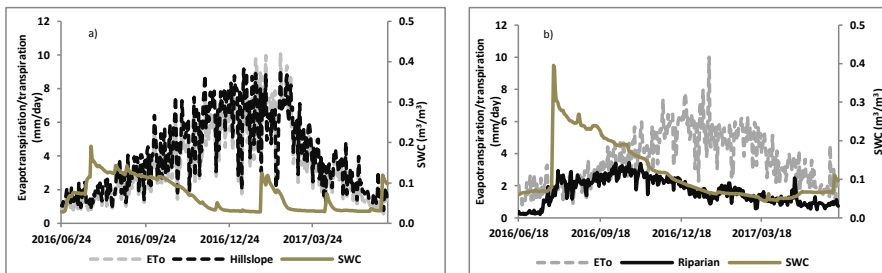 a)
12
10
8
6
4
2
0
Evapotranspiration/transpiration
(mm/day)
0.5
0.4
0.3
0.2
0.1
0
SWC (m³/m³)
2016/06/24 2016/09/24 2016/12/24 2017/03/24
ETo Hillslope SWC
b)
12
10
8
6
4
2
0
Evapotranspiration/transpiration
(mm/day)
0.5
0.4
0.3
0.2
0.1
0.0
SWC (m³/m³)
2016/06/18 2016/09/18 2016/12/18 2017/03/18
ETo Riparian SWC